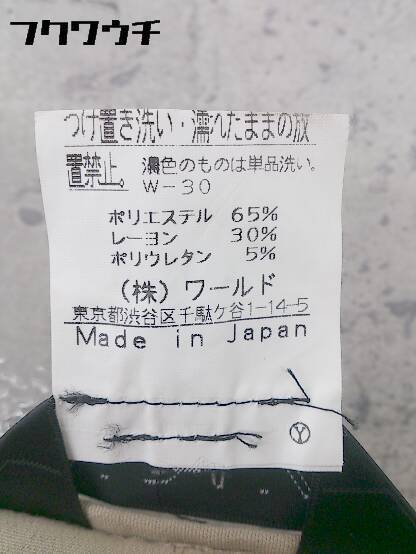 フクワウチ
つけ置き洗い・濡れたままの放
置禁止。 濃色のものは単品洗い。
W-30
ポリエステル 65%
レーヨン 30%
ポリウレタン 5%
(株)ワールド
東京都渋谷区千駄ケ谷1-14-5
Made in Japan
Y